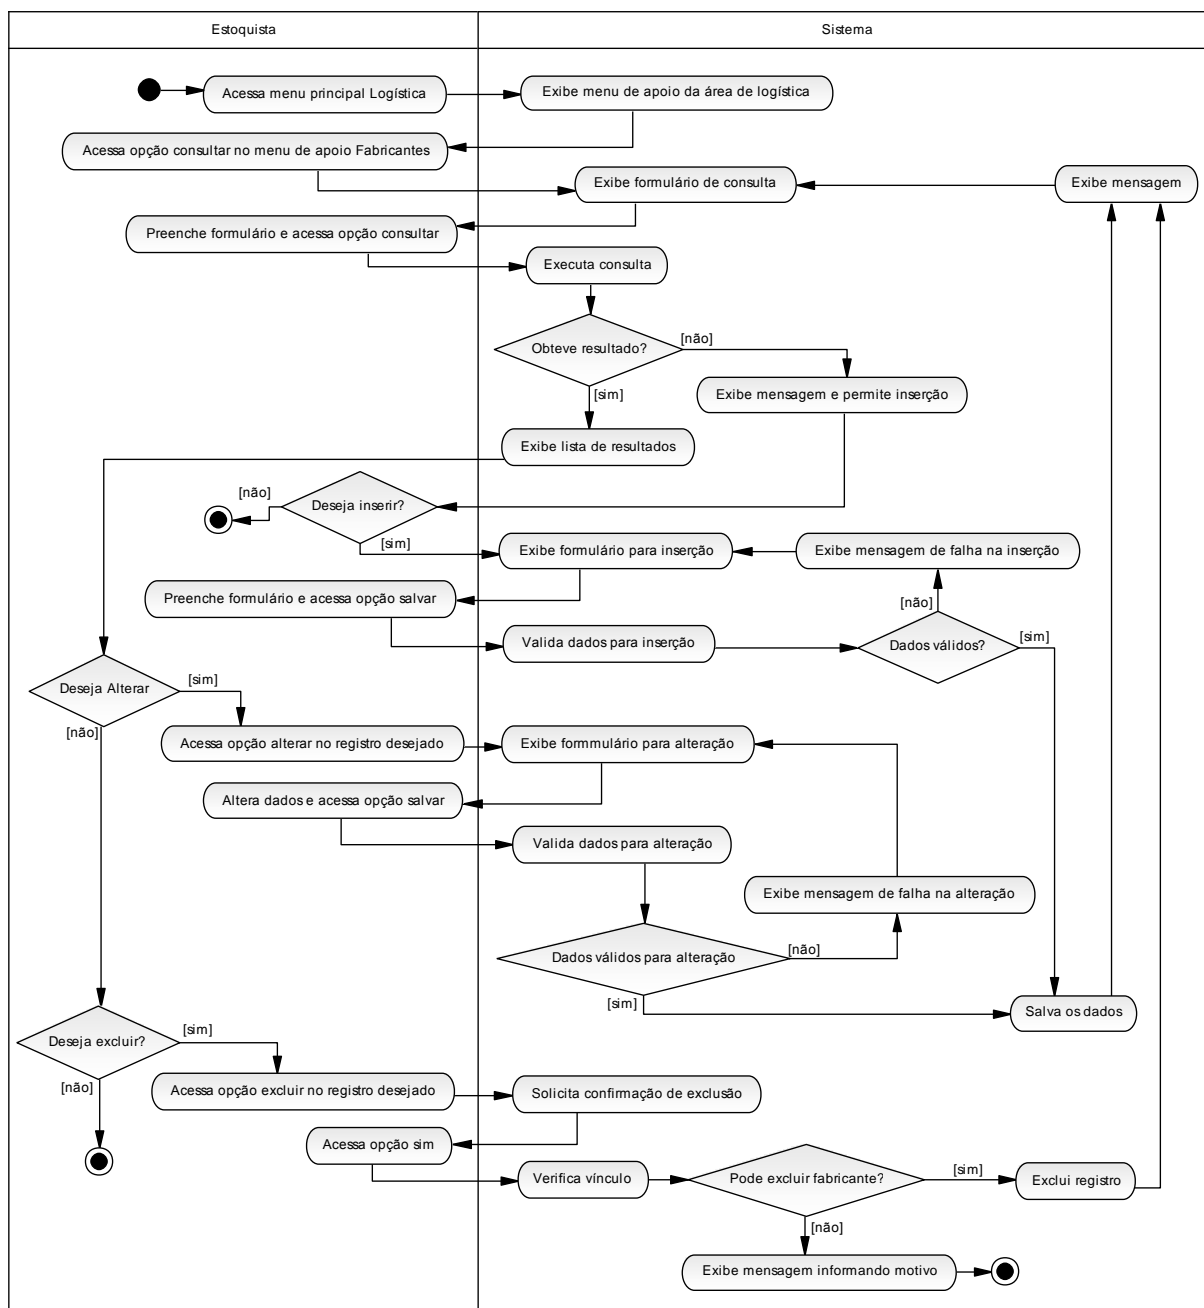 Estoquista
Sistema
Acessa menu principal Logística
Exibe menu de apoio da área de logística
Acessa opção consultar no menu de apoio Fabricantes
Exibe formulário de consulta
Exibe mensagem
Preenche formulário e acessa opção consultar
Executa consulta
Obteve resultado?
[não]
[sim]
Exibe mensagem e permite inserção
Exibe lista de resultados
[não]
Deseja inserir?
[sim]
Exibe formulário para inserção
Exibe mensagem de falha na inserção
Preenche formulário e acessa opção salvar
[não]
Valida dados para inserção
Dados válidos?
[sim]
Deseja Alterar
[sim]
[não]
Acessa opção alterar no registro desejado
Exibe formmulário para alteração
Altera dados e acessa opção salvar
Valida dados para alteração
Exibe mensagem de falha na alteração
Dados válidos para alteração
[não]
[sim]
Salva os dados
Deseja excluir?
[sim]
[não]
Acessa opção excluir no registro desejado
Solicita confirmação de exclusão
Acessa opção sim
Verifica vínculo
Pode excluir fabricante?
[sim]
Exclui registro
[não]
Exibe mensagem informando motivo